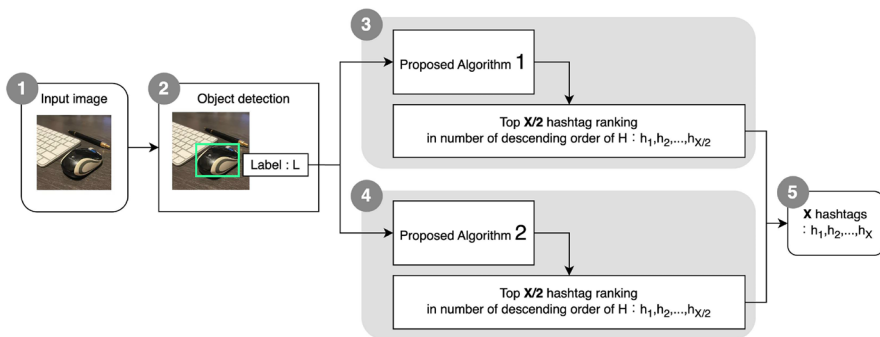 1
Input image
2
Object detection
Label : L
3
Proposed Algorithm 1
Top X/2 hashtag ranking
in number of descending order of H : h₁,h₂,...,hX/2
4
Proposed Algorithm 2
Top X/2 hashtag ranking
in number of descending order of H : h₁,h₂,...,hX/2
5
X hashtags
: h₁,h₂,...,hX